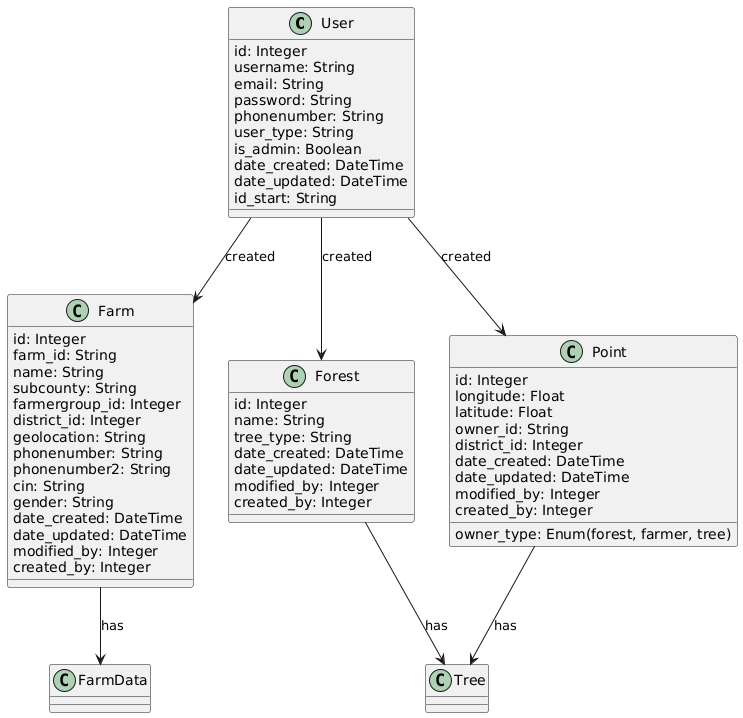 C User
id: Integer
username: String
email: String
password: String
phonenumber: String
user_type: String
is_admin: Boolean
date_created: DateTime
date_updated: DateTime
id_start: String
created
created
created
C Farm
id: Integer
farm_id: String
name: String
subcounty: String
farmergroup_id: Integer
district_id: Integer
geolocation: String
phonenumber: String
phonenumber2: String
cin: String
gender: String
date_created: DateTime
date_updated: DateTime
modified_by: Integer
created_by: Integer
C Forest
id: Integer
name: String
tree_type: String
date_created: DateTime
date_updated: DateTime
modified_by: Integer
created_by: Integer
C Point
id: Integer
longitude: Float
latitude: Float
owner_id: String
district_id: Integer
date_created: DateTime
date_updated: DateTime
modified_by: Integer
created_by: Integer
owner_type: Enum(forest, farmer, tree)
has
has
has
C FarmData
C Tree